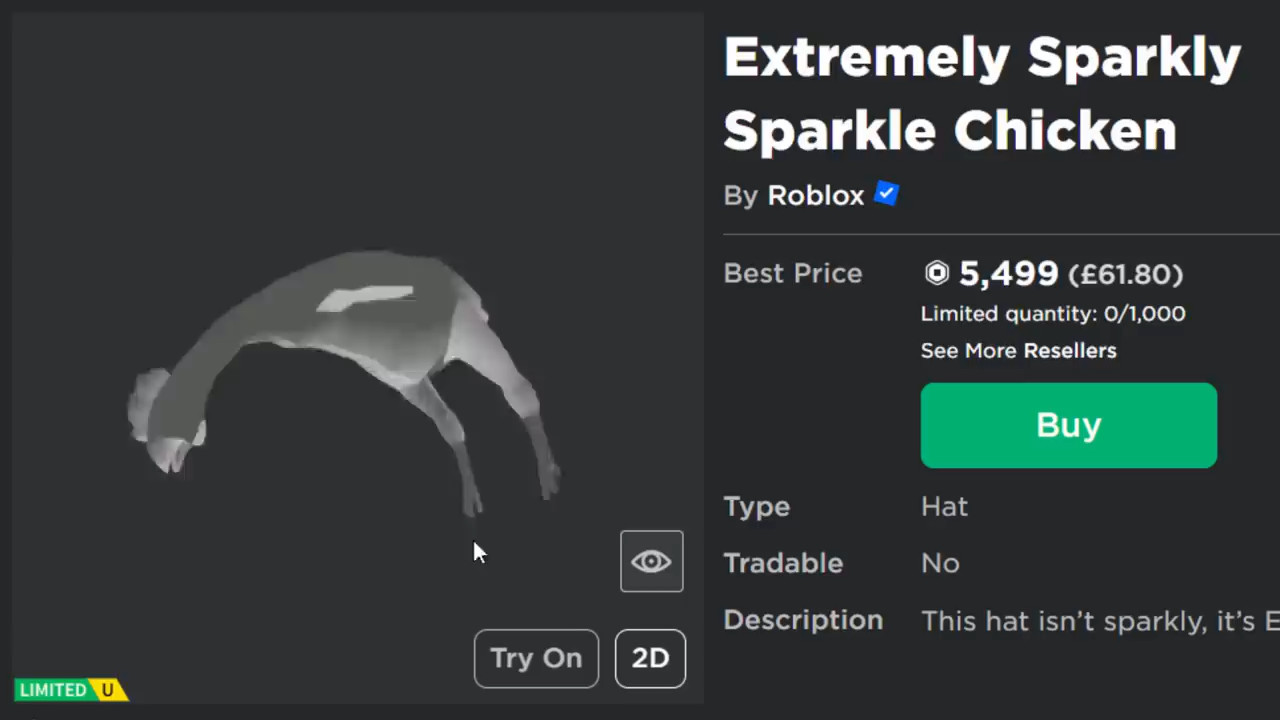 Extremely Sparkly
Sparkle Chicken
By Roblox
Best Price 5,499 (£61.80)
Limited quantity: 0/1,000
See More Resellers
Buy
Type Hat
Tradable No
Description This hat isn't sparkly, it's E
Try On 2D
LIMITED U